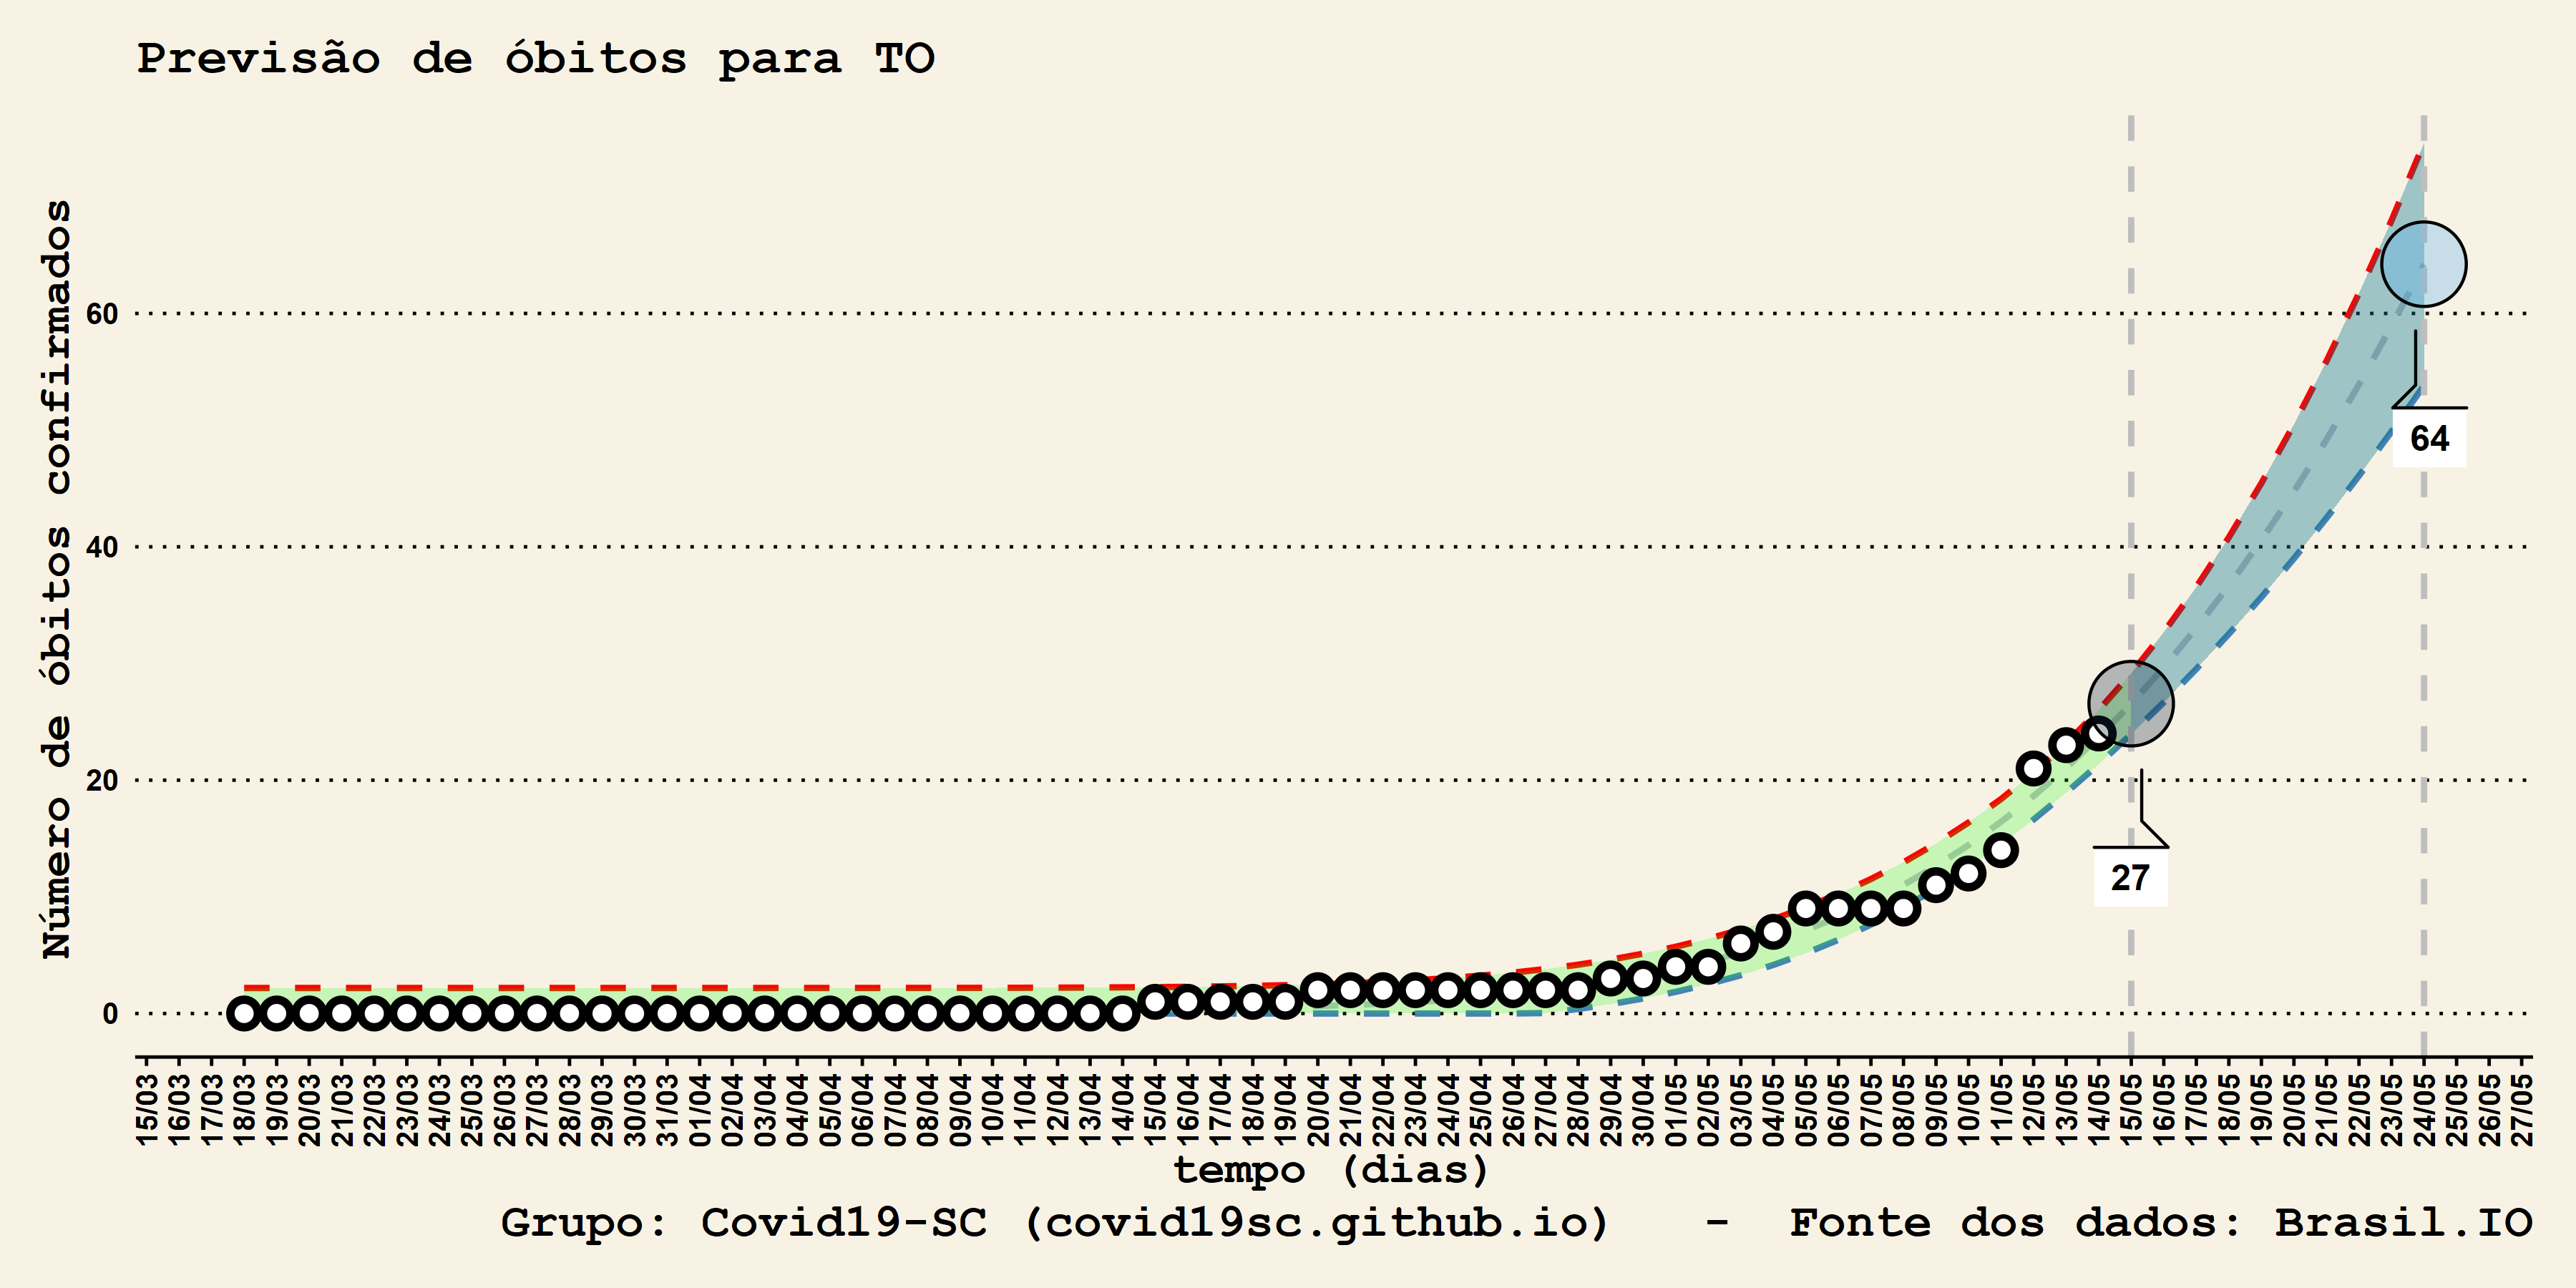 Previsão de óbitos para TO
Número de óbitos confirmados
60
40
20
0
64
27
15/03 16/03 17/03 18/03 19/03 20/03 21/03 22/03 23/03 24/03 25/03 26/03 27/03 28/03 29/03 30/03 31/03 01/04 02/04 03/04 04/04 05/04 06/04 07/04 08/04 09/04 10/04 11/04 12/04 13/04 14/04 15/04 16/04 17/04 18/04 19/04 20/04 21/04 22/04 23/04 24/04 25/04 26/04 27/04 28/04 29/04 30/04 01/05 02/05 03/05 04/05 05/05 06/05 07/05 08/05 09/05 10/05 11/05 12/05 13/05 14/05 15/05 16/05 17/05 18/05 19/05 20/05 21/05 22/05 23/05 24/05 25/05 26/05 27/05
tempo (dias)
Grupo: Covid19-SC (covid19sc.github.io) - Fonte dos dados: Brasil.IO